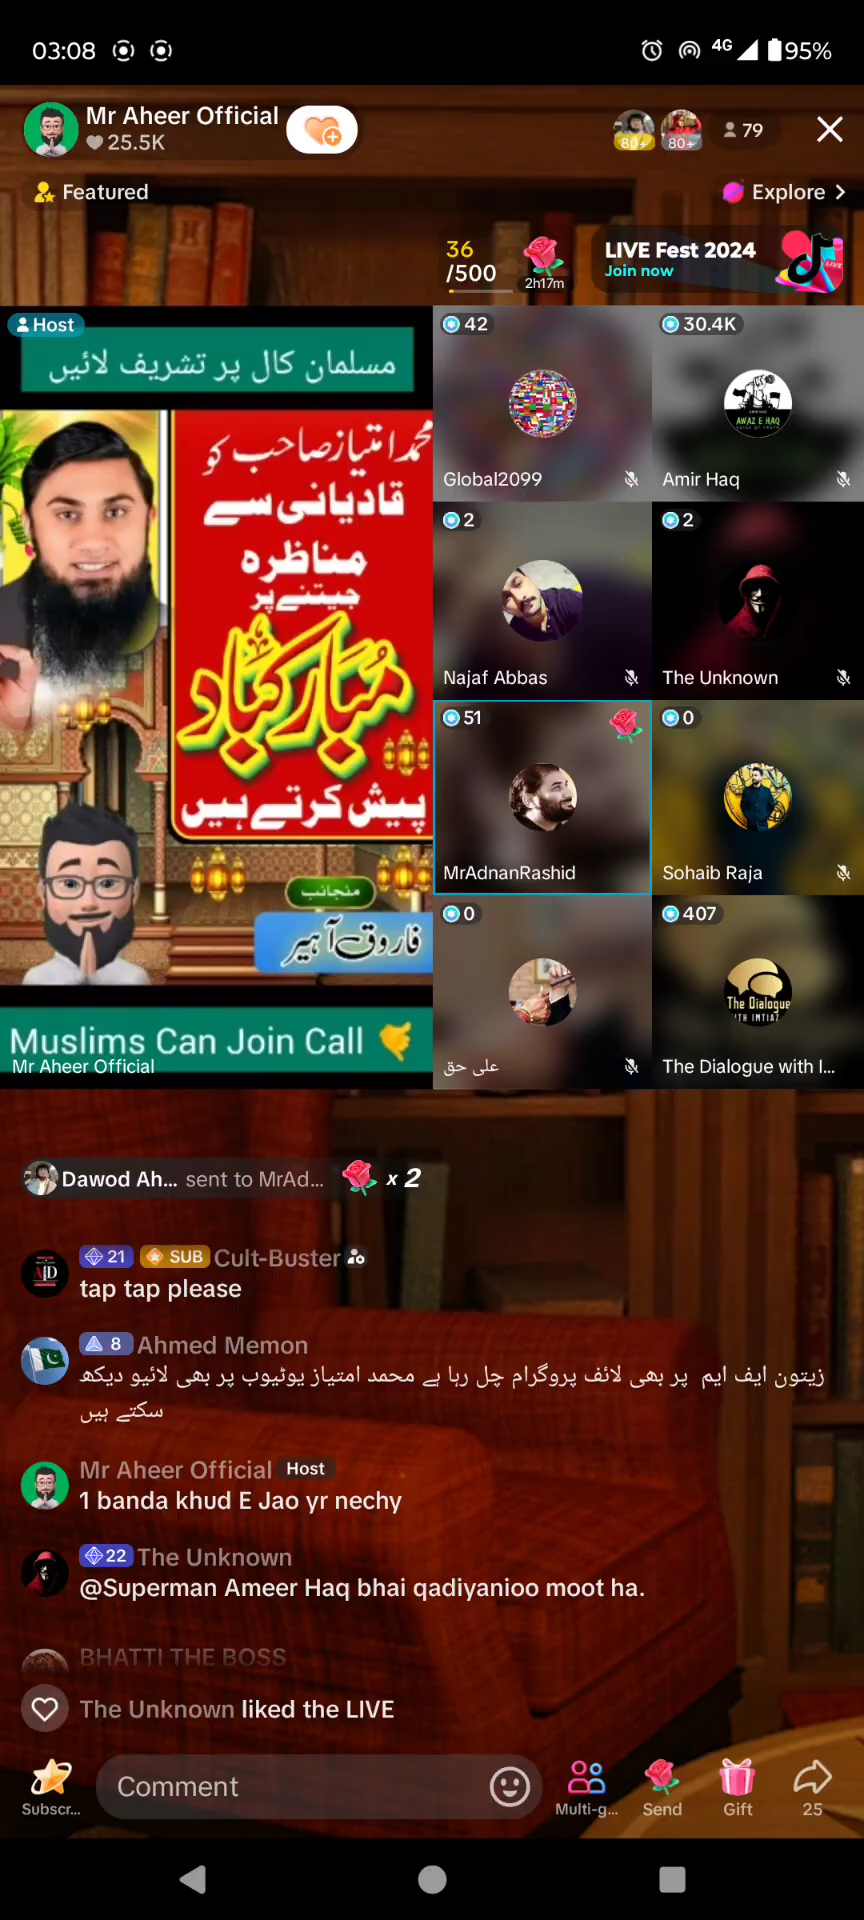 03:08
4G
95%
Mr Aheer Official
25.5K
80+
80+
79
Featured
Explore
36
/500
2h17m
LIVE Fest 2024
Join now
Host
مسلمان کال پر تشریف لائیں
محمد امتیاز صاحب کو
قادیانی سے
مناظرہ
جیتنے پر
مبارکباد
پیش کرتے ہیں
منجانب
فاروق آہیر
Muslims Can Join Call
Mr Aheer Official
42
Global2099
30.4K
AWAZ E HAQ
Amir Haq
2
Najaf Abbas
2
The Unknown
51
MrAdnanRashid
0
Sohaib Raja
0
علی حق
407
The Dialogue
WITH IMTIAZ
The Dialogue with I...
Dawod Ah... sent to MrAd... x 2
21 SUB Cult-Buster
tap tap please
8 Ahmed Memon
زیتون ایف ایم پر بھی لائف پروگرام چل رہا ہے محمد امتیاز یوٹیوب پر بھی لائیو دیکھ
سکتے ہیں
Mr Aheer Official Host
1 banda khud E Jao yr nechy
22 The Unknown
@Superman Ameer Haq bhai qadiyanioo moot ha.
BHATTI THE BOSS
The Unknown liked the LIVE
Subscr...
Comment
Multi-g...
Send
Gift
25